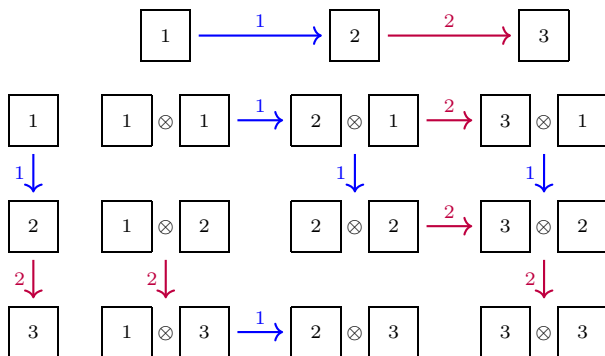 1 1 2 2 3
1 1 ⊗ 1 1 2 ⊗ 1 2 3 ⊗ 1
1 1 1
2 1 ⊗ 2 2 ⊗ 2 2 3 ⊗ 2
2 2 2
3 1 ⊗ 3 1 2 ⊗ 3 3 ⊗ 3